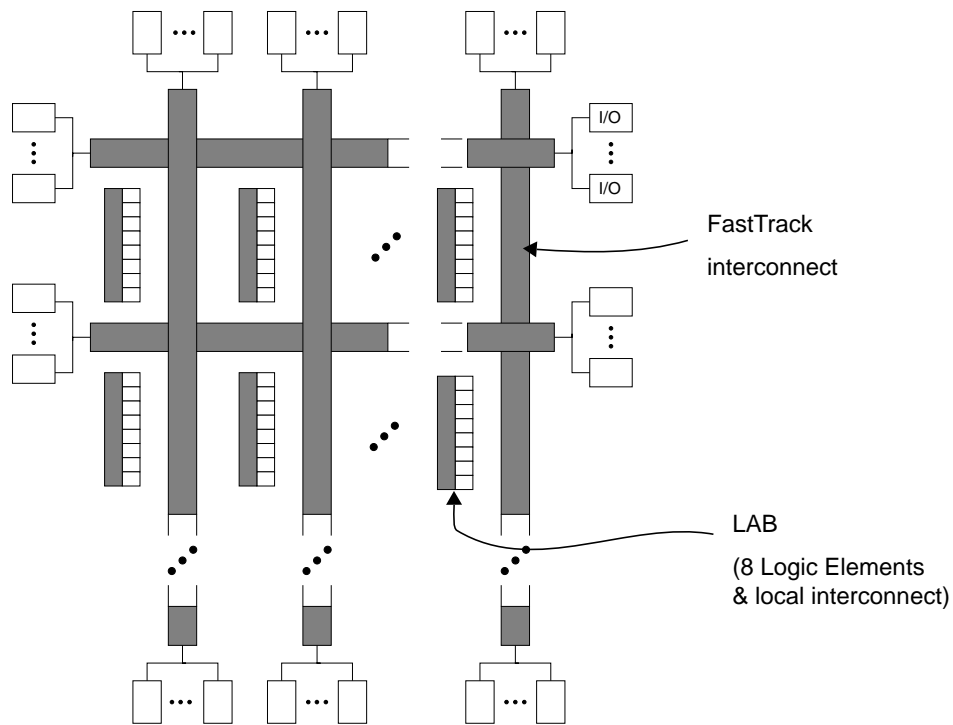 I/O
I/O
FastTrack
interconnect
LAB
(8 Logic Elements
& local interconnect)